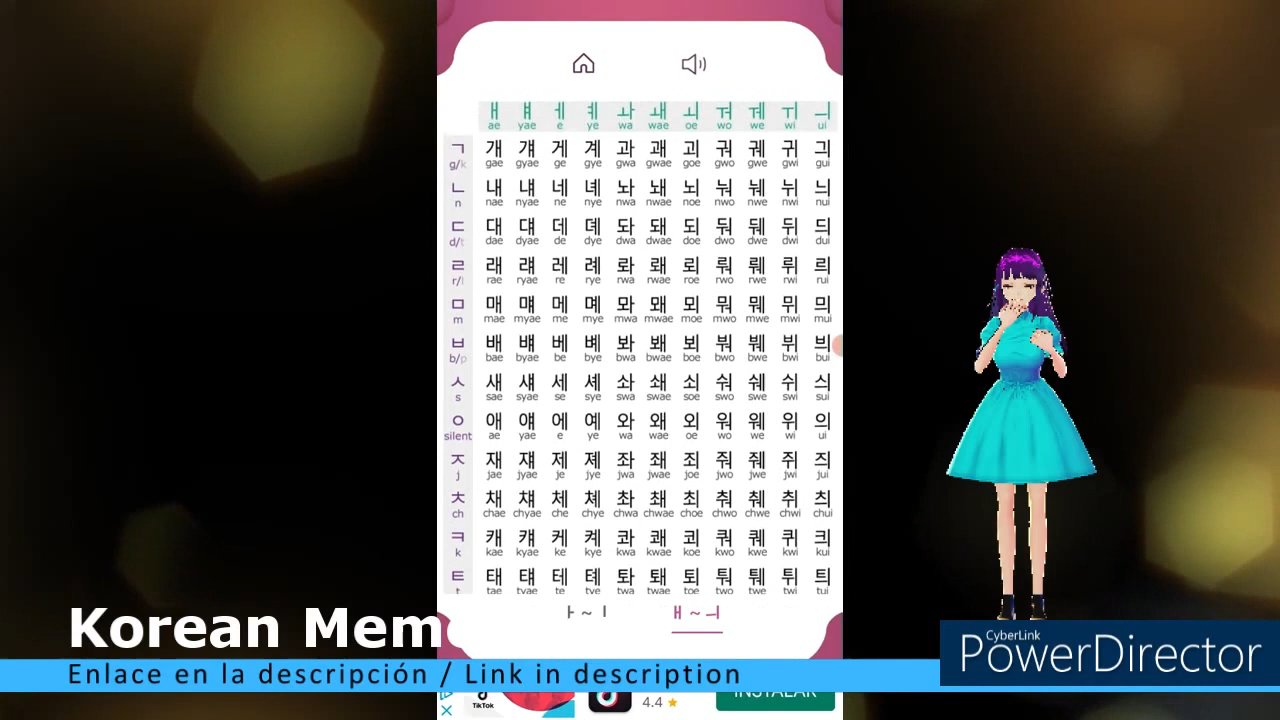 ㅐ ㅒ ㅔ ㅖ ㅘ ㅙ ㅚ ㅝ ㅞ ㅟ ㅢ
ae yae e ye wa wae oe wo we wi ui
ㄱ 개 걔 게 계 과 괘 괴 궈 궤 귀 긔
g/k gae gyae ge gye gwa gwae goe gwo gwe gwi gui
ㄴ 내 냬 네 녜 놔 놰 뇌 눠 눼 뉘 늬
n nae nyae ne nye nwa nwae noe nwo nwe nwi nui
ㄷ 대 댸 데 뎨 돠 돼 되 둬 뒈 뒤 듸
d/t dae dyae de dye dwa dwae doe dwo dwe dwi dui
ㄹ 래 럐 레 례 롸 뢔 뢰 뤄 뤠 뤼 릐
r/l rae ryae re rye rwa rwae roe rwo rwe rwi rui
ㅁ 매 먜 메 몌 뫄 뫠 뫼 뭐 뭬 뮈 믜
m mae myae me mye mwa mwae moe mwo mwe mwi mui
ㅂ 배 뱨 베 볘 봐 봬 뵈 붜 붸 뷔 븨
b/p bae byae be bye bwa bwae boe bwo bwe bwi bui
ㅅ 새 섀 세 셰 솨 쇄 쇠 숴 쉐 쉬 싀
s sae syae se sye swa swae soe swo swe swi sui
ㅇ 애 얘 에 예 와 왜 외 워 웨 위 의
silent ae yae e ye wa wae oe wo we wi ui
ㅈ 재 쟤 제 졔 좌 좨 죄 줘 줴 쥐 즤
j jae jyae je jye jwa jwae joe jwo jwe jwi jui
ㅊ 채 챼 체 쳬 촤 쵀 최 춰 췌 취 츼
ch chae chyae che chye chwa chwae choe chwo chwe chwi chui
ㅋ 캐 컈 케 켸 콰 쾌 쾨 쿼 퀘 퀴 킈
k kae kyae ke kye kwa kwae koe kwo kwe kwi kui
ㅌ 태 턔 테 톄 톼 퇘 퇴 퉈 퉤 튀 틔
t tae tyae te tye twa twae toe two twe twi tui
ㅏ ~ ㅣ ㅐ ~ ㅢ
Korean Mem
Enlace en la descripción / Link in description
CyberLink
PowerDirector
TikTok
4.4 ★
INSTALAR